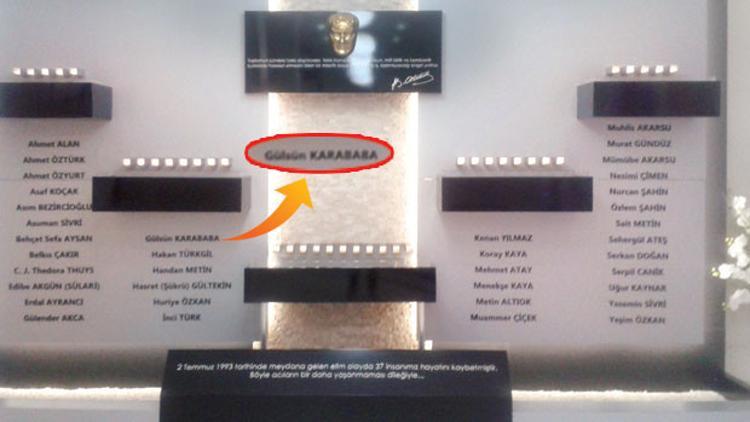 Gülsün KARABABA
Ahmet ALAN
Ahmet ÖZTÜRK
Ahmet ÖZYURT
Asaf KOÇAK
Asım BEZİRCİOĞLU
Asuman SİVRİ
Behçet Sefa AYSAN
Belkıs ÇAKIR
C. J. Thedora THUYS
Edibe AKGÜN (SULARİ)
Erdal AYRANCI
Gülender AKCA
Gülsün KARABABA
Hakan TÜRKGİL
Handan METİN
Hasret (Şükrü) GÜLTEKİN
Huriye ÖZKAN
İnci TÜRK
Kenan YILMAZ
Koray KAYA
Mehmet ATAY
Menekşe KAYA
Metin ALTIOK
Muammer ÇİÇEK
Muhlis AKARSU
Murat GÜNDÜZ
Mümübe AKARSU
Nesimi ÇİMEN
Nurcan ŞAHİN
Özlem ŞAHİN
Sait METİN
Sehergül ATEŞ
Serkan DOĞAN
Serpil CANİK
Uğur KAYNAR
Yasemin SİVRİ
Yeşim ÖZKAN
2 Temmuz 1993 tarihinde meydana gelen elim olayda 37 insanımız hayatını kaybetmiştir.
Böyle acıların bir daha yaşanmaması dileğiyle...